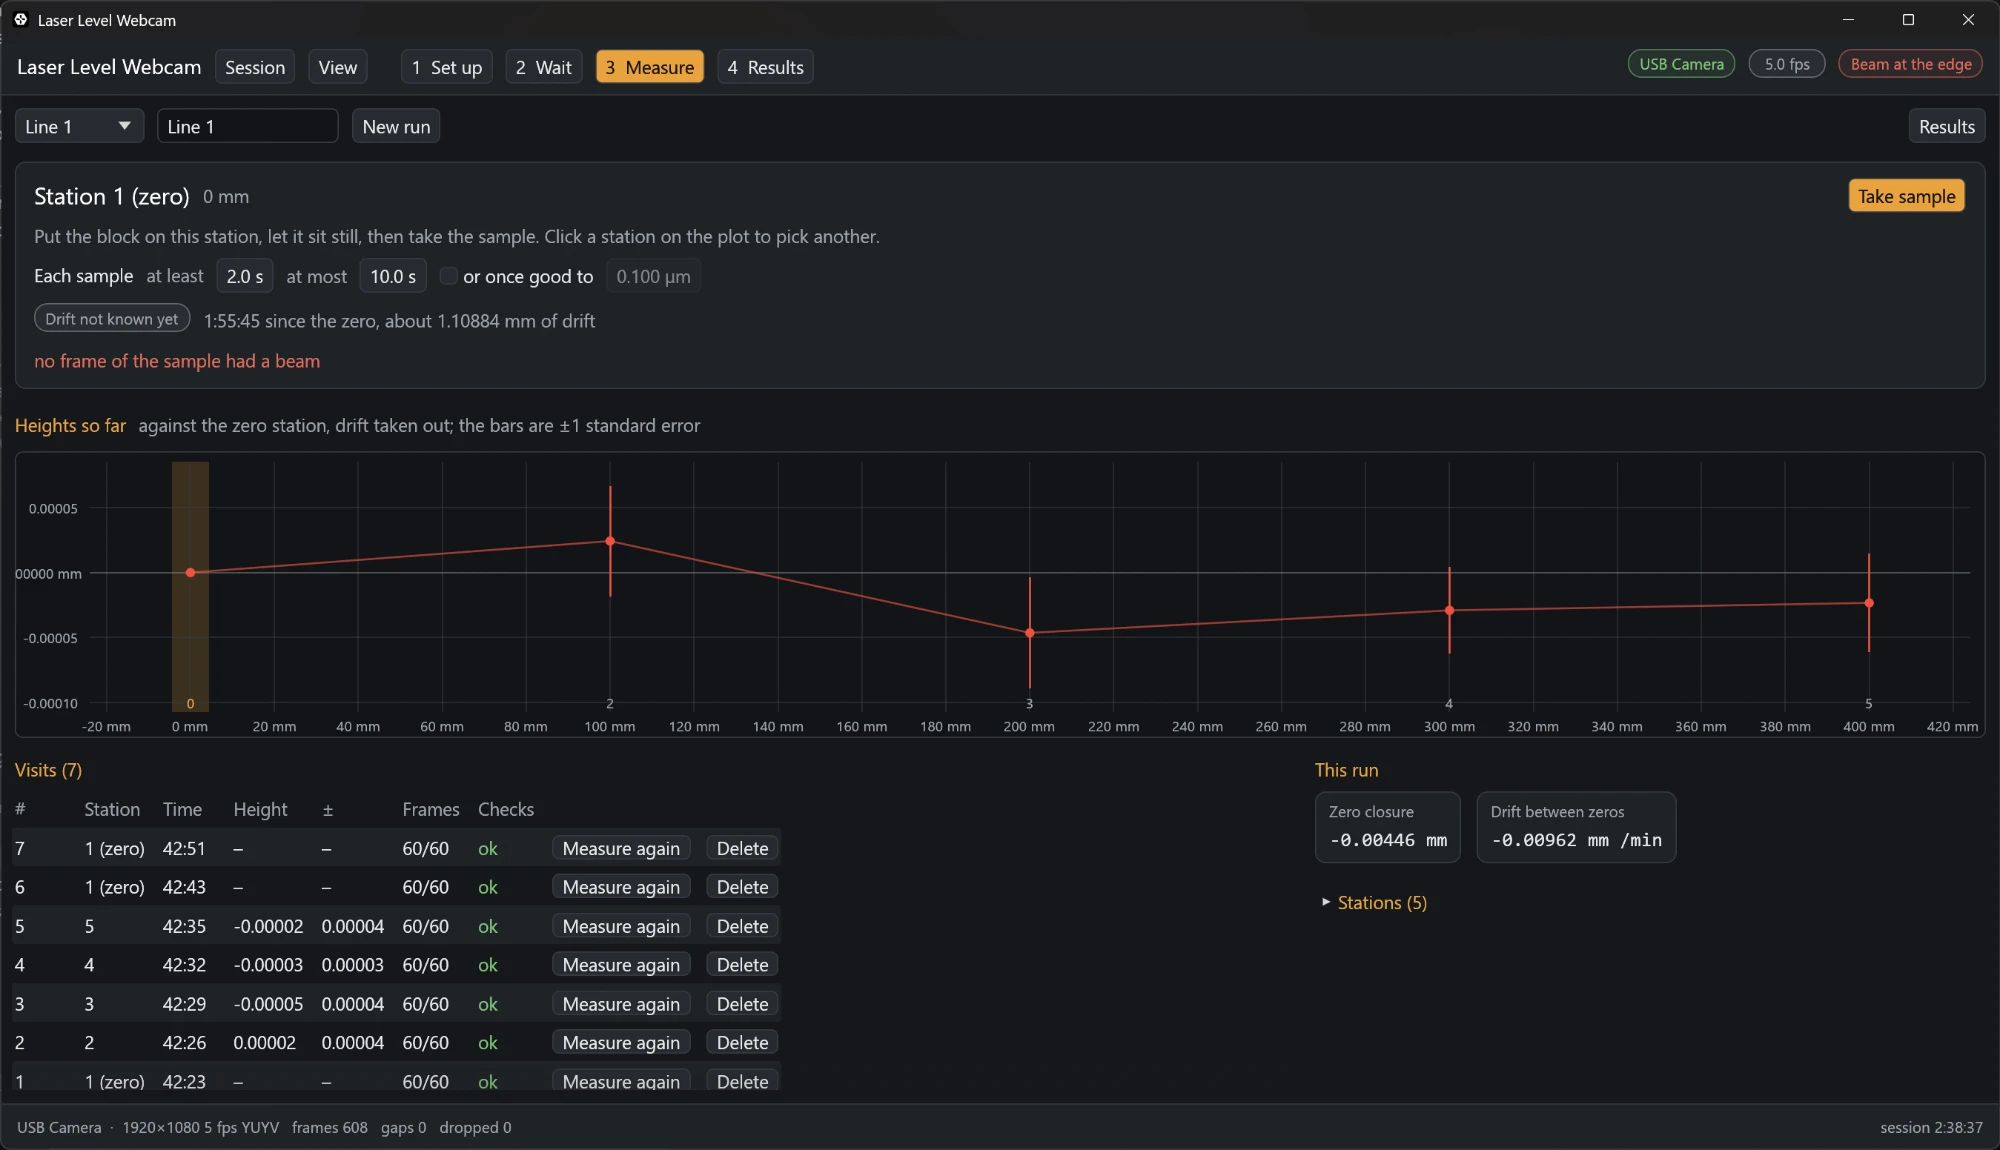 Laser Level Webcam
Laser Level Webcam Session View 1 Set up 2 Wait 3 Measure 4 Results USB Camera 5.0 fps Beam at the edge
Line 1 Line 1 New run Results
Station 1 (zero) 0 mm Take sample
Put the block on this station, let it sit still, then take the sample. Click a station on the plot to pick another.
Each sample at least 2.0 s at most 10.0 s or once good to 0.100 µm
Drift not known yet 1:55:45 since the zero, about 1.10884 mm of drift
no frame of the sample had a beam
Heights so far against the zero station, drift taken out; the bars are ±1 standard error
0.00005
00000 mm
-0.00005
-0.00010
0 2 3 4 5
-20 mm 0 mm 20 mm 40 mm 60 mm 80 mm 100 mm 120 mm 140 mm 160 mm 180 mm 200 mm 220 mm 240 mm 260 mm 280 mm 300 mm 320 mm 340 mm 360 mm 380 mm 400 mm 420 mm
Visits (7)
# Station Time Height ± Frames Checks
7 1 (zero) 42:51 – – 60/60 ok Measure again Delete
6 1 (zero) 42:43 – – 60/60 ok Measure again Delete
5 5 42:35 -0.00002 0.00004 60/60 ok Measure again Delete
4 4 42:32 -0.00003 0.00003 60/60 ok Measure again Delete
3 3 42:29 -0.00005 0.00004 60/60 ok Measure again Delete
2 2 42:26 0.00002 0.00004 60/60 ok Measure again Delete
1 1 (zero) 42:23 – – 60/60 ok Measure again Delete
This run
Zero closure
-0.00446 mm
Drift between zeros
-0.00962 mm /min
Stations (5)
USB Camera · 1920×1080 5 fps YUYV frames 608 gaps 0 dropped 0 session 2:38:37